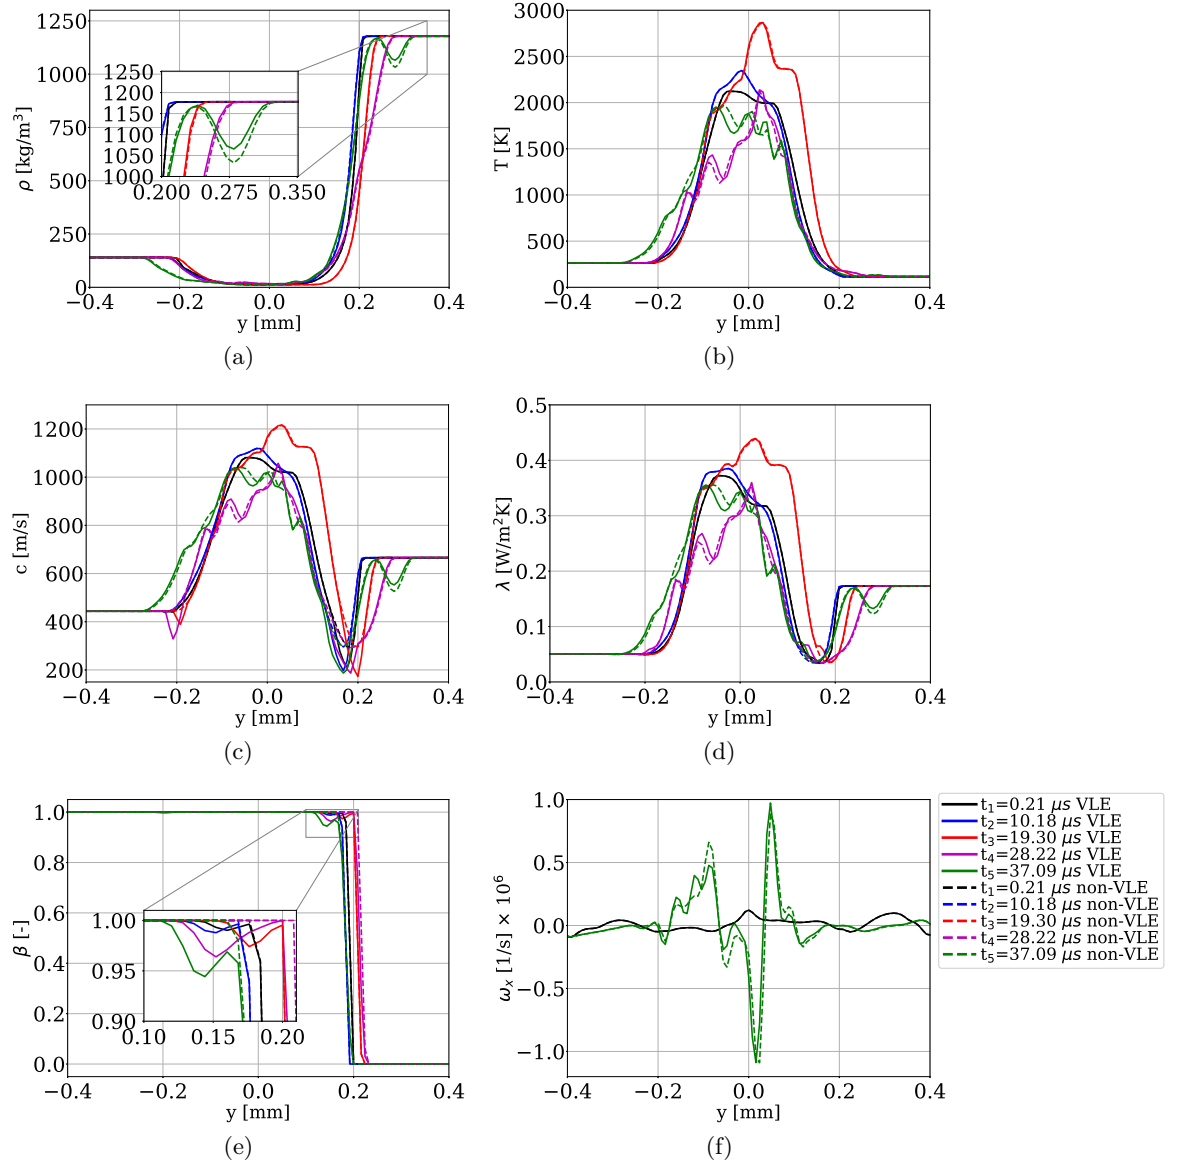 1250
1000
750
500
250
0
−0.4 −0.2 0.0 0.2 0.4
ρ [kg/m³]
y [mm]
1250
1200
1150
1100
1050
1000
0.200 0.275 0.350
(a)
3000
2500
2000
1500
1000
500
0
−0.4 −0.2 0.0 0.2 0.4
T [K]
y [mm]
(b)
1200
1000
800
600
400
200
−0.4 −0.2 0.0 0.2 0.4
c [m/s]
y [mm]
(c)
0.5
0.4
0.3
0.2
0.1
0.0
−0.4 −0.2 0.0 0.2 0.4
λ [W/m²K]
y [mm]
(d)
1.0
0.8
0.6
0.4
0.2
0.0
−0.4 −0.2 0.0 0.2 0.4
β [-]
y [mm]
1.00
0.95
0.90
0.10 0.15 0.20
(e)
1.0
0.5
0.0
−0.5
−1.0
−0.4 −0.2 0.0 0.2 0.4
ωₓ [1/s] × 10⁶
y [mm]
(f)
t₁=0.21 μs VLE
t₂=10.18 μs VLE
t₃=19.30 μs VLE
t₄=28.22 μs VLE
t₅=37.09 μs VLE
t₁=0.21 μs non-VLE
t₂=10.18 μs non-VLE
t₃=19.30 μs non-VLE
t₄=28.22 μs non-VLE
t₅=37.09 μs non-VLE